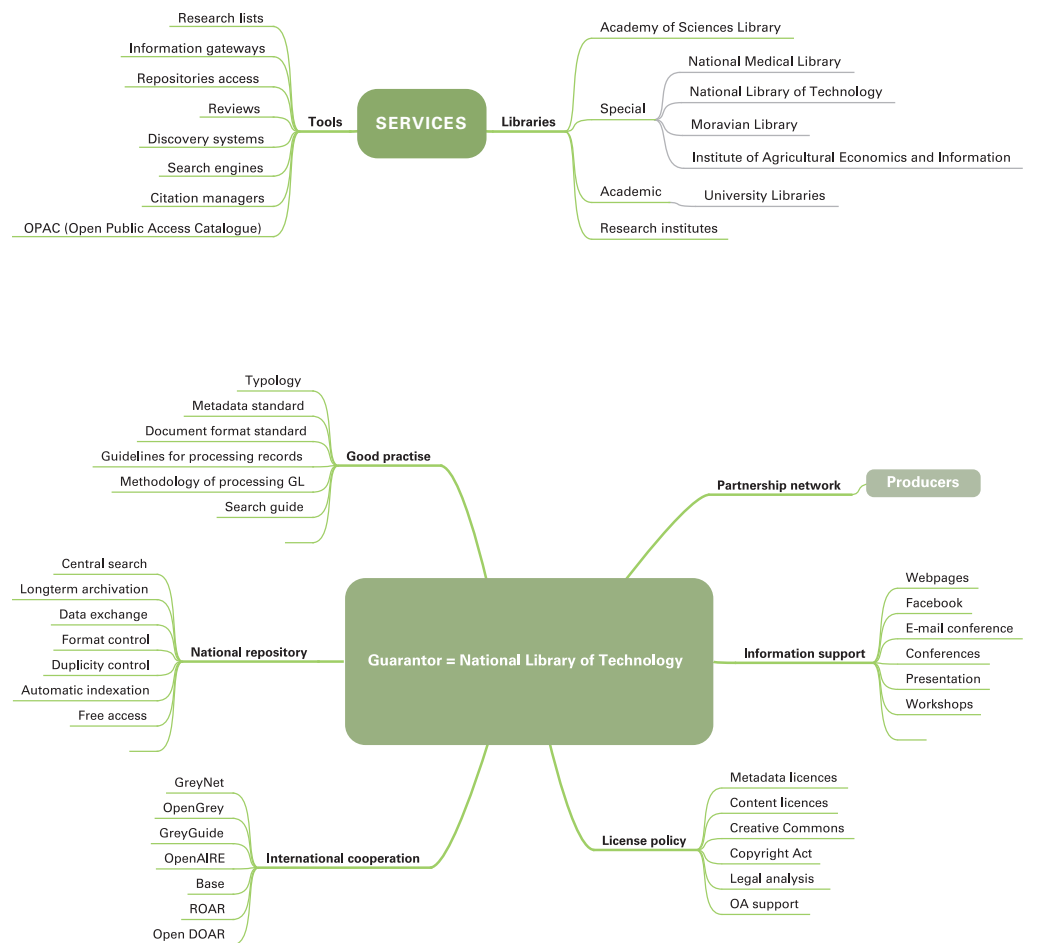 Research lists
Information gateways
Repositories access
Reviews
Discovery systems
Search engines
Citation managers
OPAC (Open Public Access Catalogue)
Tools
SERVICES
Libraries
Academy of Sciences Library
Special
National Medical Library
National Library of Technology
Moravian Library
Institute of Agricultural Economics and Information
Academic
University Libraries
Research institutes
Typology
Metadata standard
Document format standard
Guidelines for processing records
Methodology of processing GL
Search guide
Good practise
Partnership network
Producers
Central search
Longterm archivation
Data exchange
Format control
Duplicity control
Automatic indexation
Free access
National repository
Guarantor = National Library of Technology
Information support
Webpages
Facebook
E-mail conference
Conferences
Presentation
Workshops
GreyNet
OpenGrey
GreyGuide
OpenAIRE
Base
ROAR
Open DOAR
International cooperation
License policy
Metadata licences
Content licences
Creative Commons
Copyright Act
Legal analysis
OA support